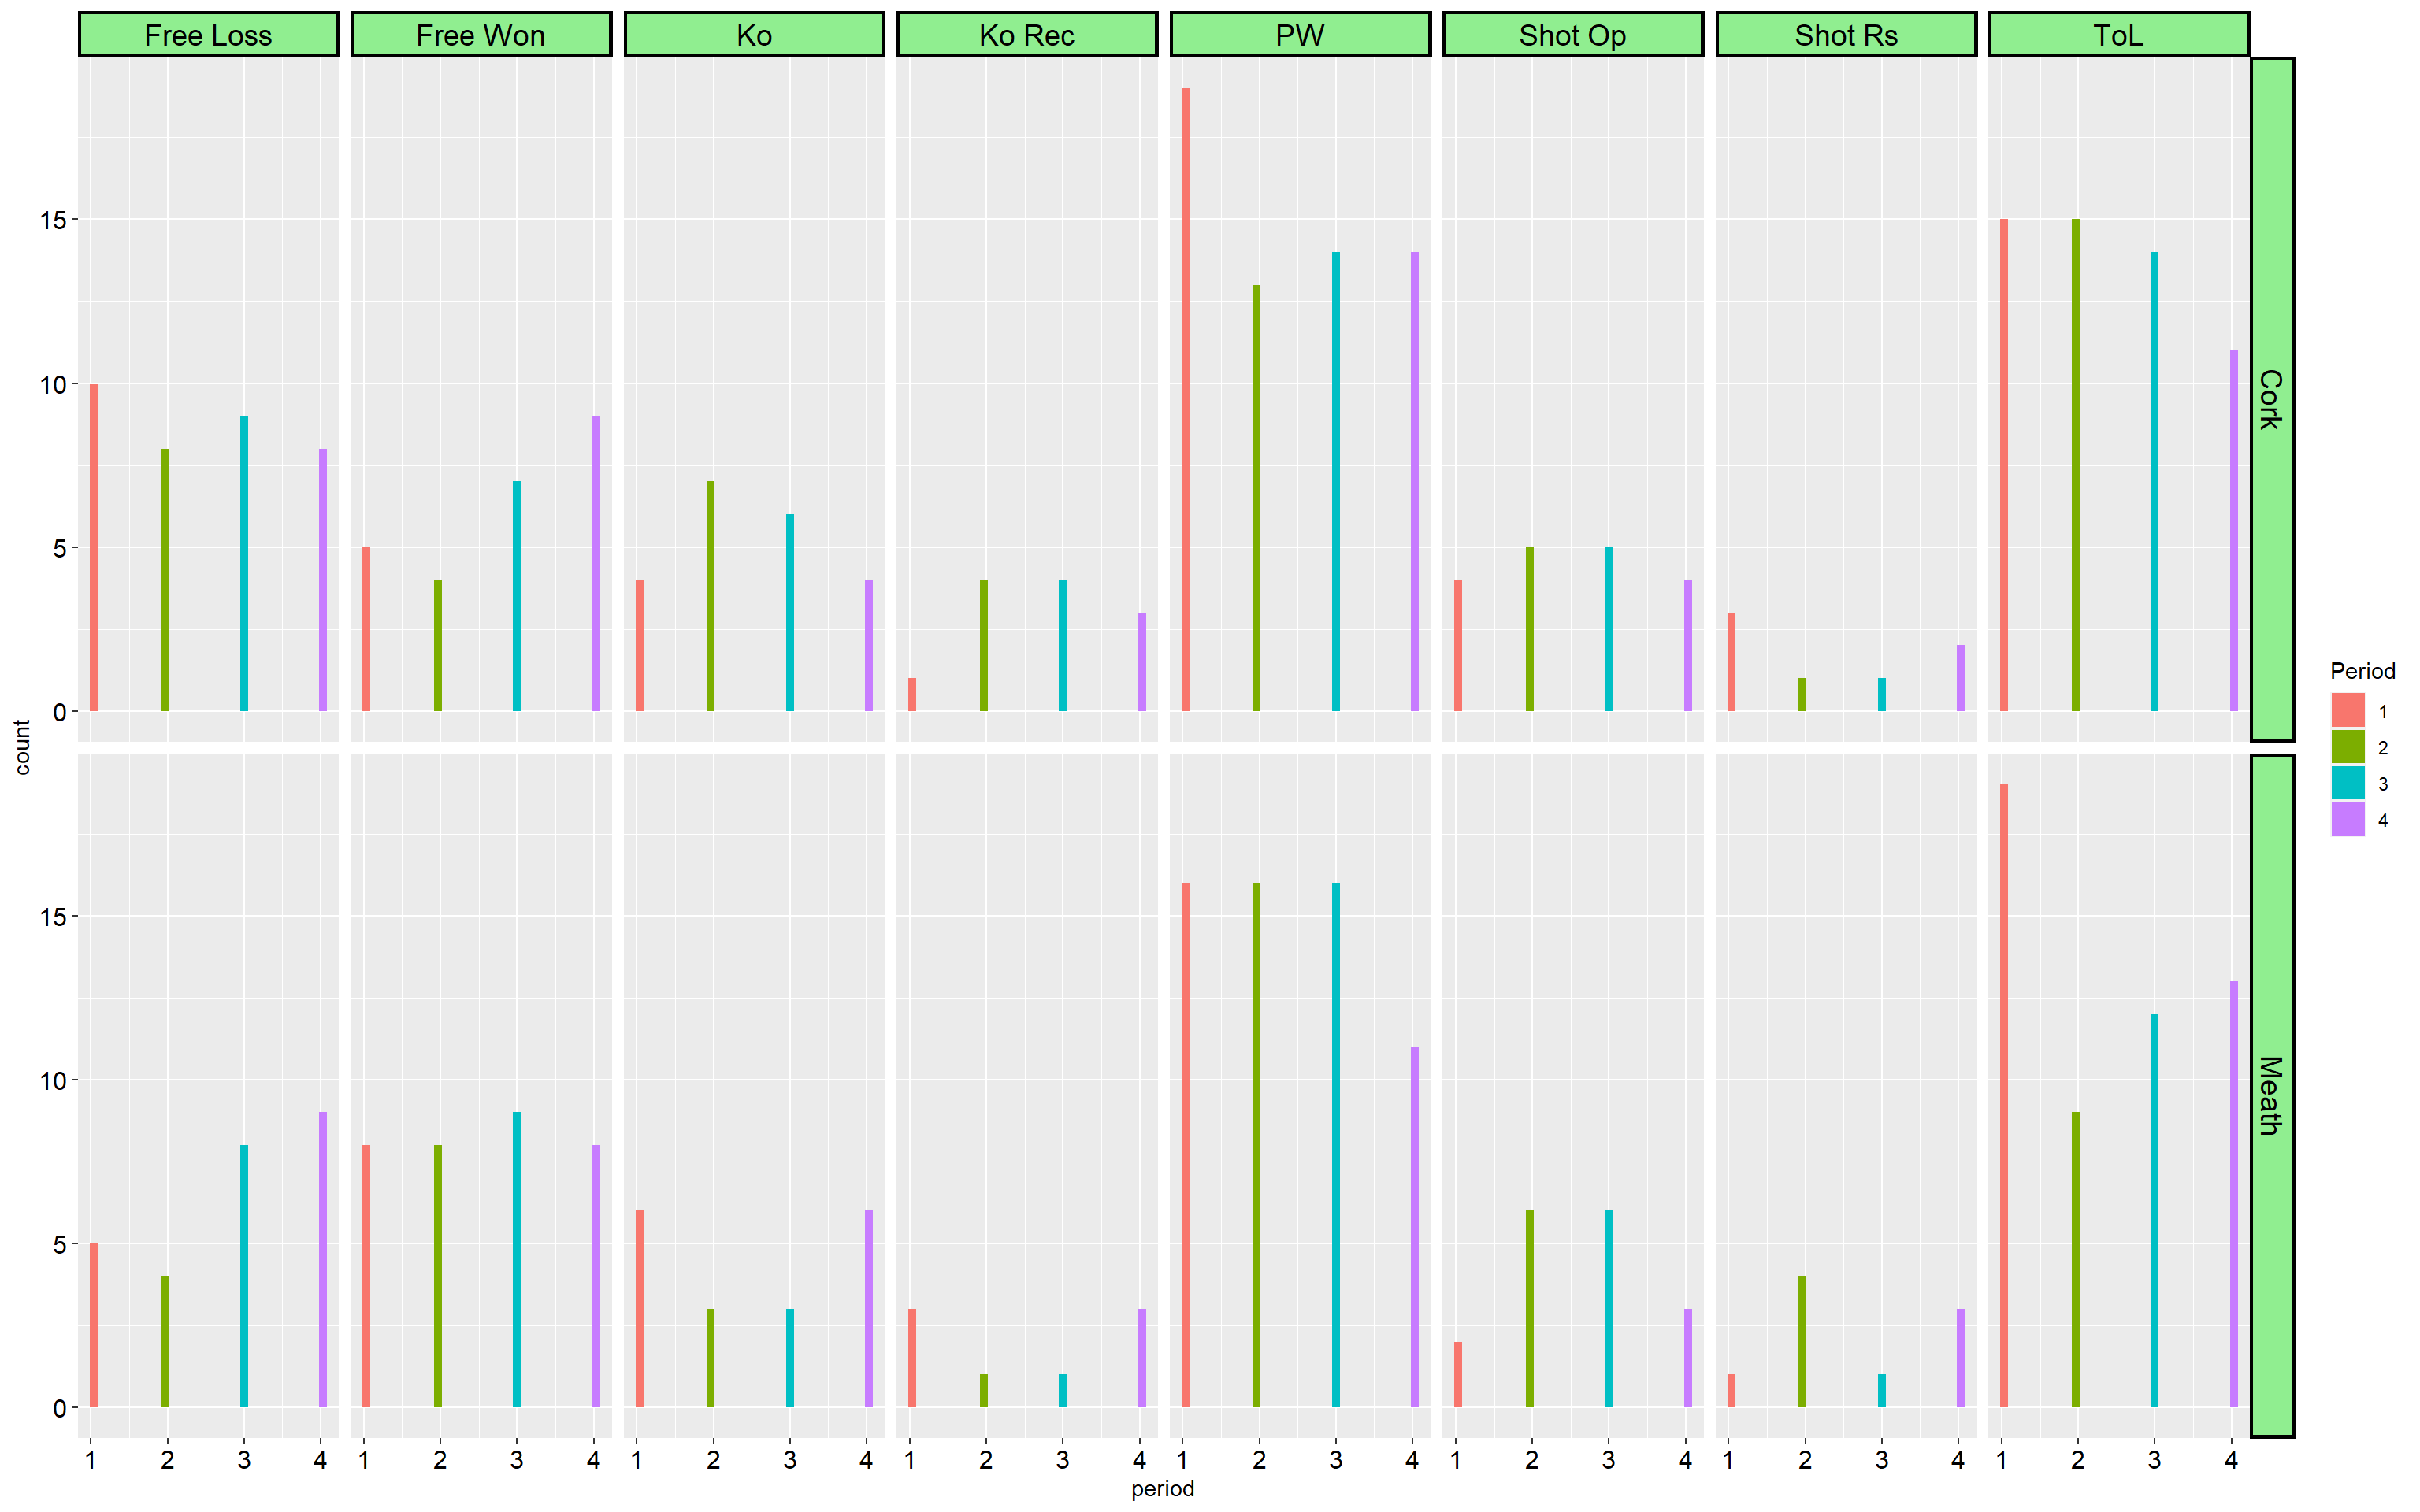 Free Loss Free Won Ko Ko Rec PW Shot Op Shot Rs ToL
15
10
5
0
Cork
count
15
10
5
0
Meath
1 2 3 4 1 2 3 4 1 2 3 4 1 2 3 4 1 2 3 4 1 2 3 4 1 2 3 4 1 2 3 4
period
Period
1
2
3
4